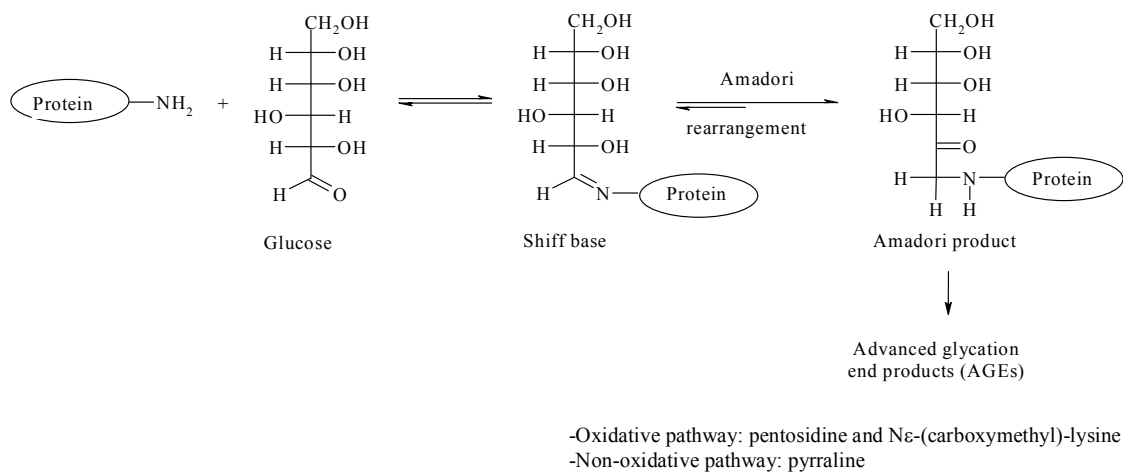 CH2OH
H OH
H OH
HO H
H OH
H O
Protein NH2 +
Glucose
CH2OH
H OH
H OH
HO H
H OH
H N Protein
Shiff base
Amadori
rearrangement
CH2OH
H OH
H OH
HO H
O
H N Protein
H H
Amadori product
Advanced glycation
end products (AGEs)
-Oxidative pathway: pentosidine and Nε-(carboxymethyl)-lysine
-Non-oxidative pathway: pyrraline